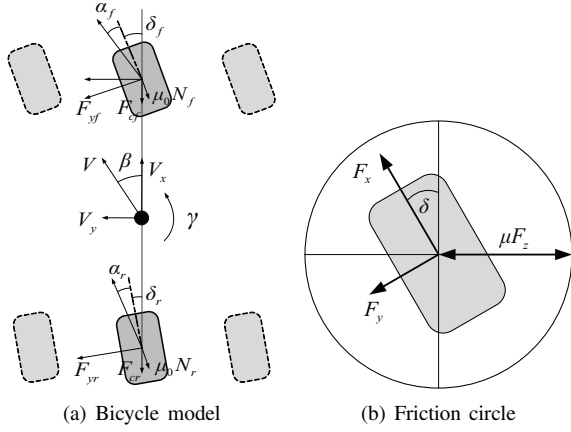 α_f δ_f
F_yf F_cf μ_0 N_f
V β V_x
V_y γ
α_r δ_r
F_yr F_cr μ_0 N_r
(a) Bicycle model
F_x δ
μF_z
F_y
(b) Friction circle